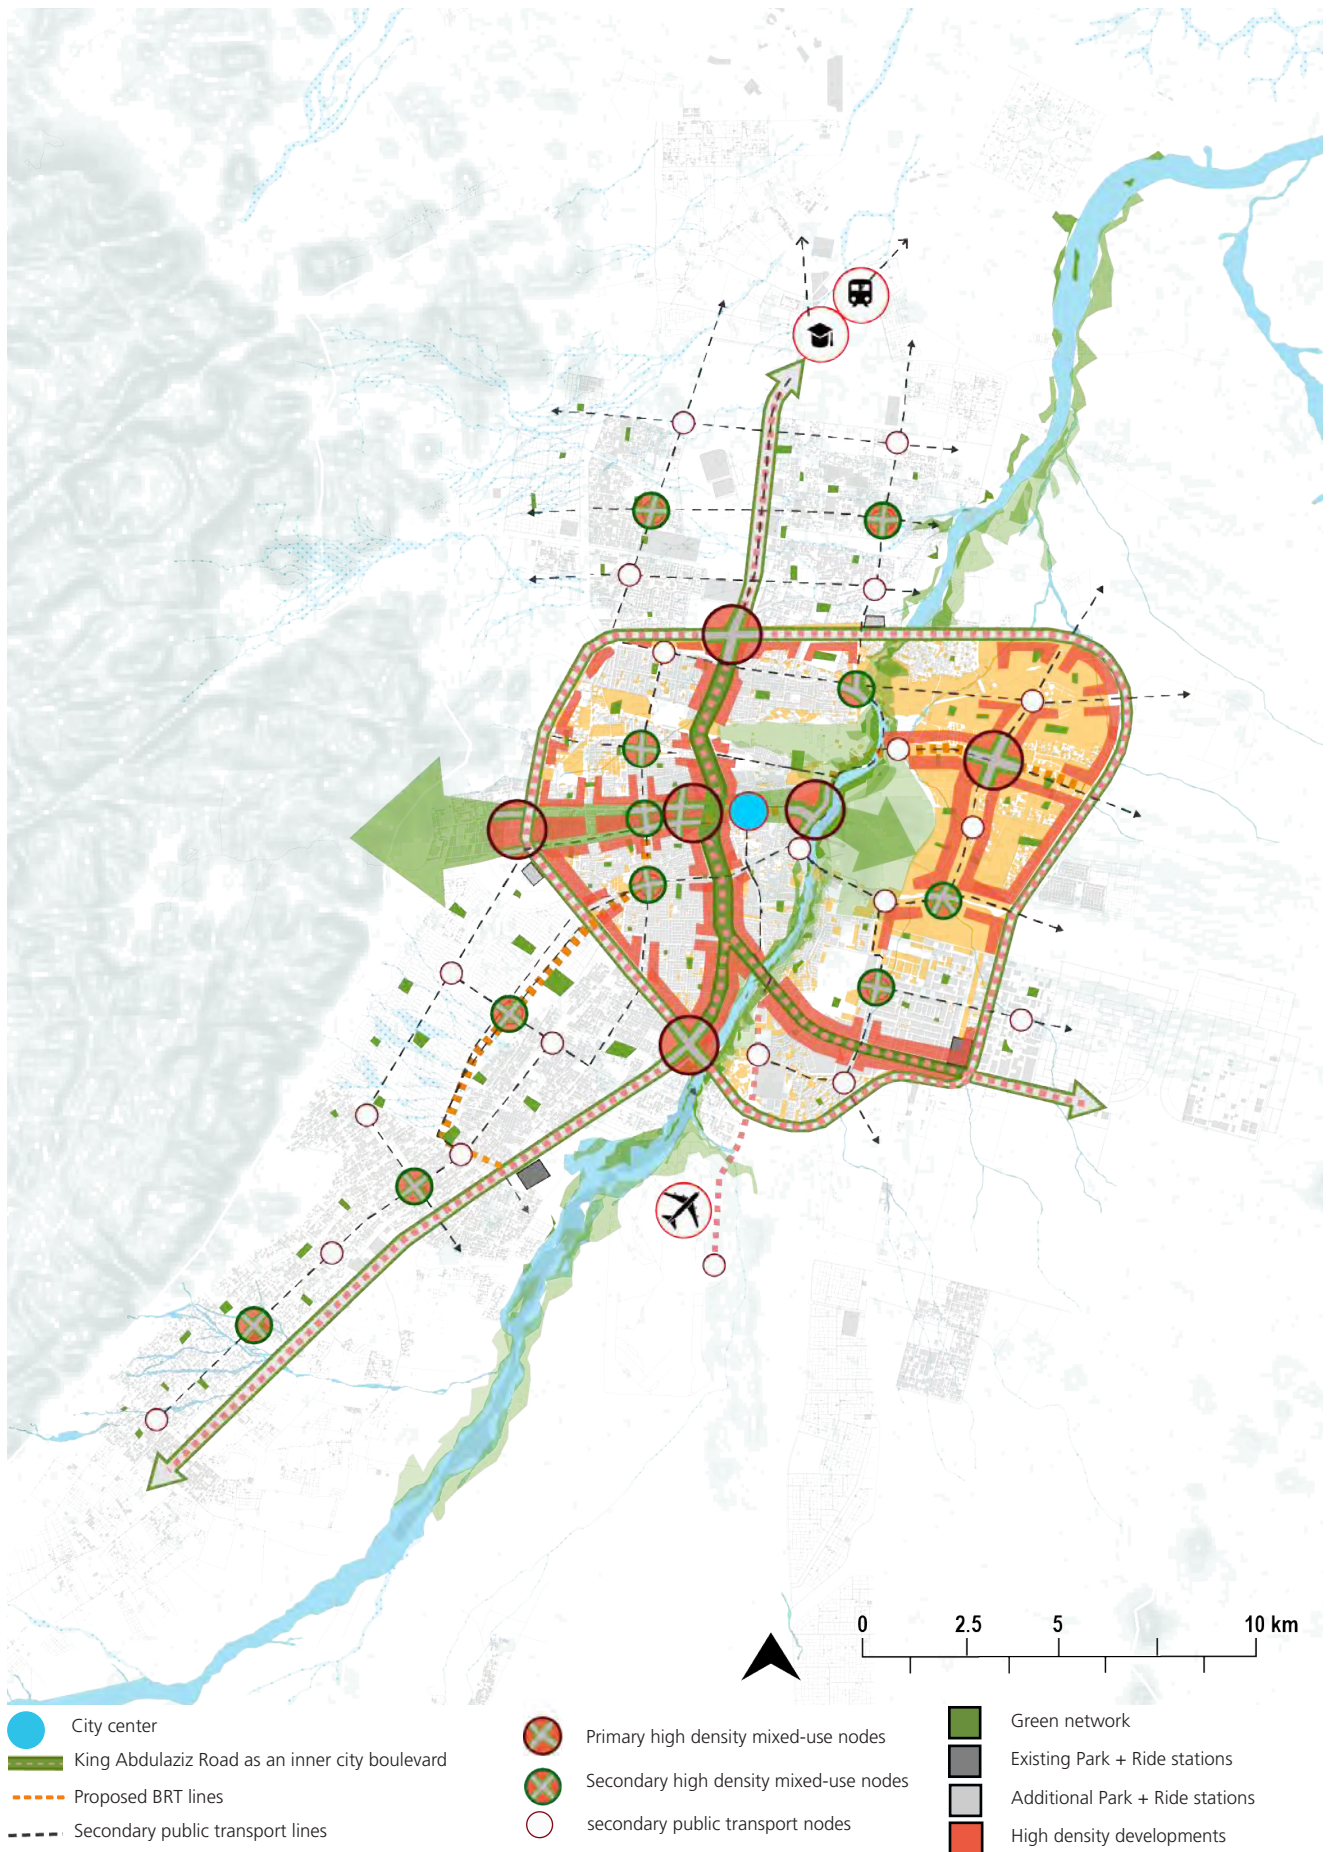 0 2.5 5 10 km
City center
King Abdulaziz Road as an inner city boulevard
Proposed BRT lines
Secondary public transport lines
Primary high density mixed-use nodes
Secondary high density mixed-use nodes
secondary public transport nodes
Green network
Existing Park + Ride stations
Additional Park + Ride stations
High density developments